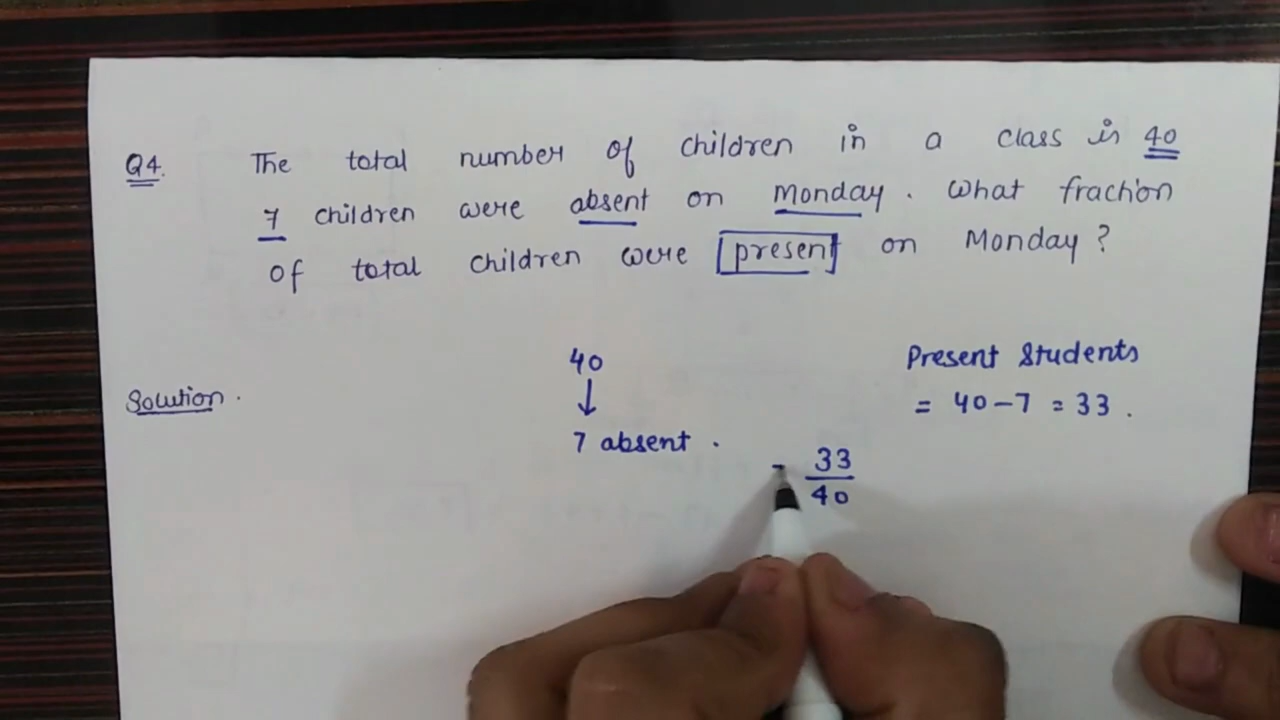 Q4. The total number of children in a class is 40
7 children were absent on Monday. What fraction
of total children were present on Monday?
Solution.
40
↓
7 absent.
Present Students
= 40-7 = 33.
33
40